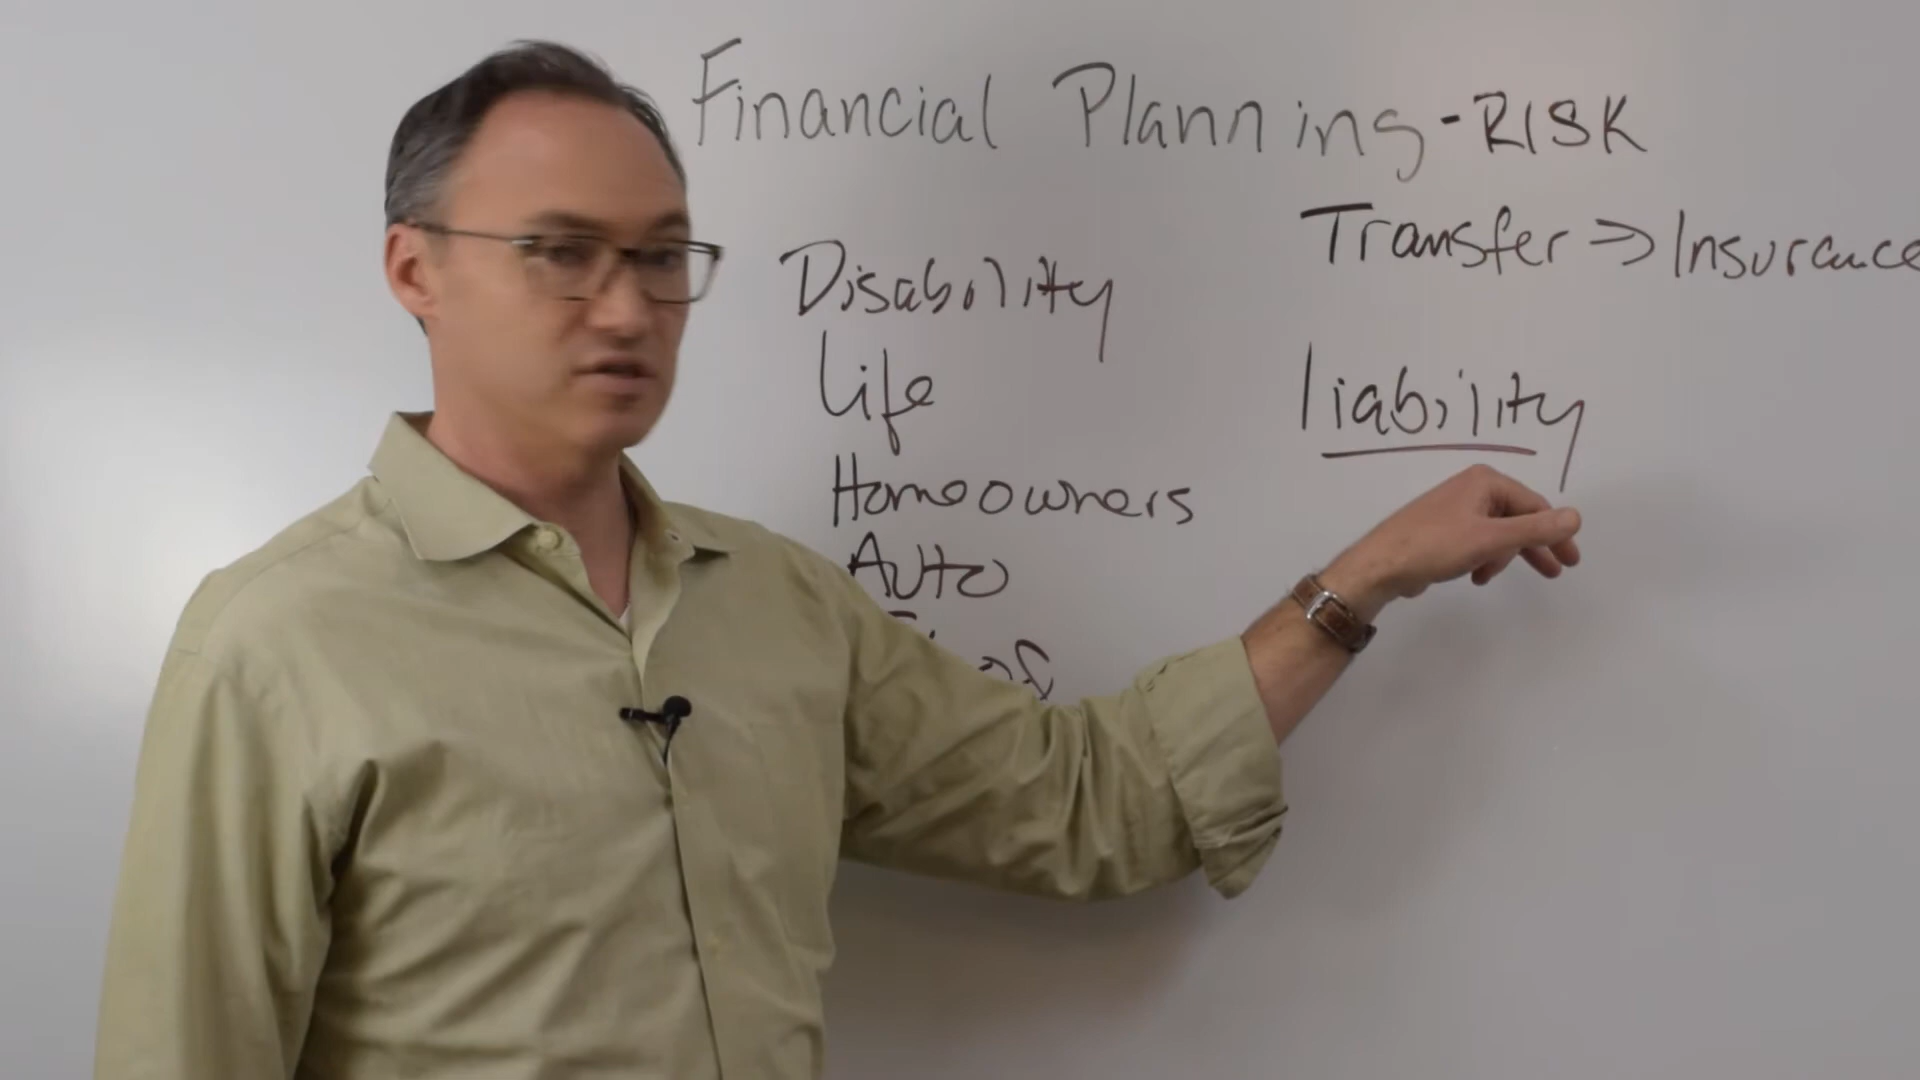 Financial Planning - RISK
Transfer => Insurance
Disability
Life
Homeowners
Auto
liability